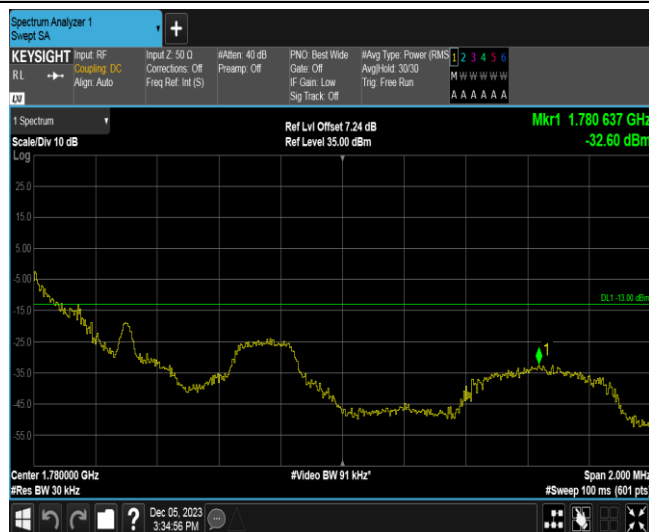 Spectrum Analyzer 1
Swept SA
+
KEYSIGHT
RL
LXI
Input: RF
Coupling: DC
Align: Auto
Input Z: 50 Ω
Corrections: Off
Freq Ref: Int (S)
#Atten: 40 dB
Preamp: Off
PNO: Best Wide
Gate: Off
IF Gain: Low
Sig Track: Off
#Avg Type: Power (RMS
Avg|Hold: 30/30
Trig: Free Run
1 2 3 4 5 6
M W W W W W
A A A A A A
1 Spectrum
Scale/Div 10 dB
Log
Ref Lvl Offset 7.24 dB
Ref Level 35.00 dBm
Mkr1 1.780 637 GHz
-32.60 dBm
25.0
15.0
5.00
-5.00
DL1 -13.00 dBm
-15.0
-25.0
1
-35.0
-45.0
-55.0
Center 1.780000 GHz
#Res BW 30 kHz
#Video BW 91 kHz*
Span 2.000 MHz
#Sweep 100 ms (601 pts)
?
Dec 05, 2023
3:34:56 PM